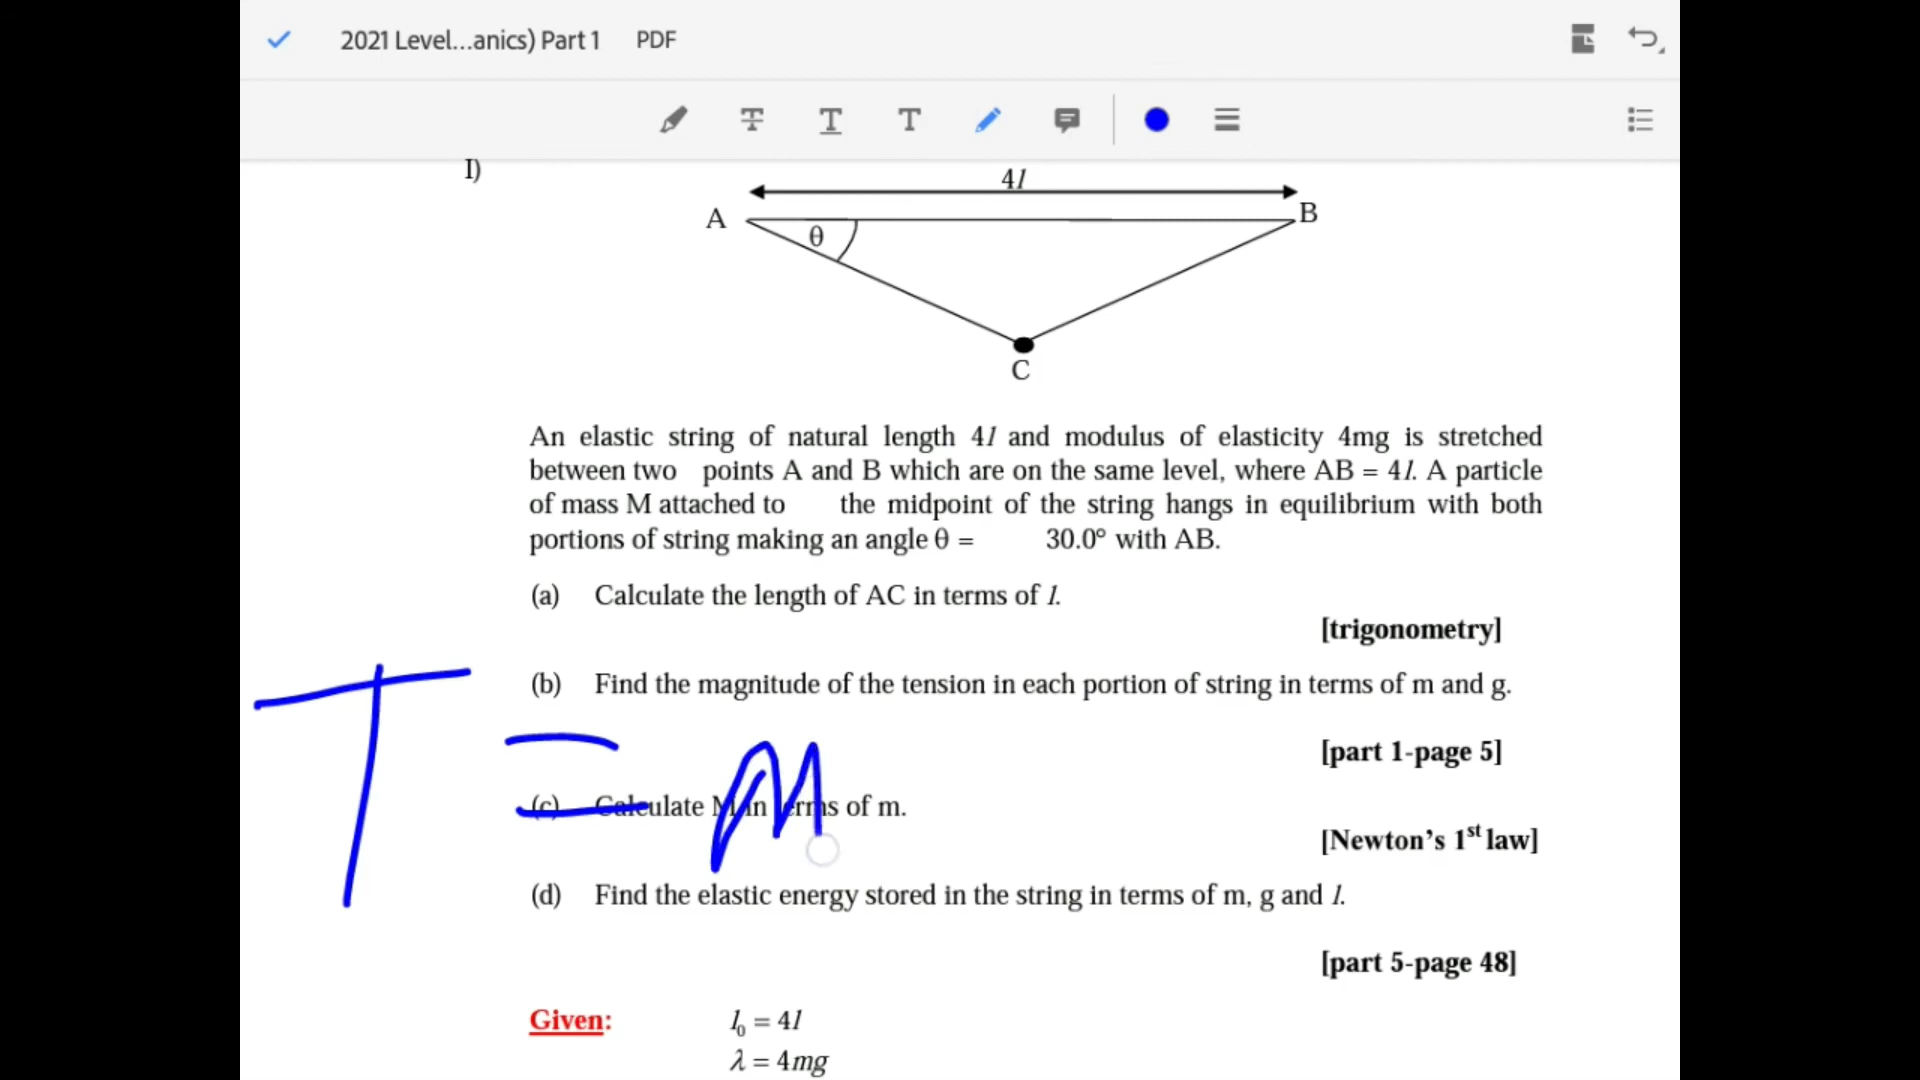 2021 Level...anics) Part 1 PDF
I)
4l
A
B
θ
C
An elastic string of natural length 4l and modulus of elasticity 4mg is stretched
between two points A and B which are on the same level, where AB = 4l. A particle
of mass M attached to the midpoint of the string hangs in equilibrium with both
portions of string making an angle θ = 30.0° with AB.
(a) Calculate the length of AC in terms of l.
[trigonometry]
(b) Find the magnitude of the tension in each portion of string in terms of m and g.
[part 1-page 5]
T = M
(c) Calculate M in terms of m.
[Newton's 1st law]
(d) Find the elastic energy stored in the string in terms of m, g and l.
[part 5-page 48]
Given: l₀ = 4l
λ = 4mg